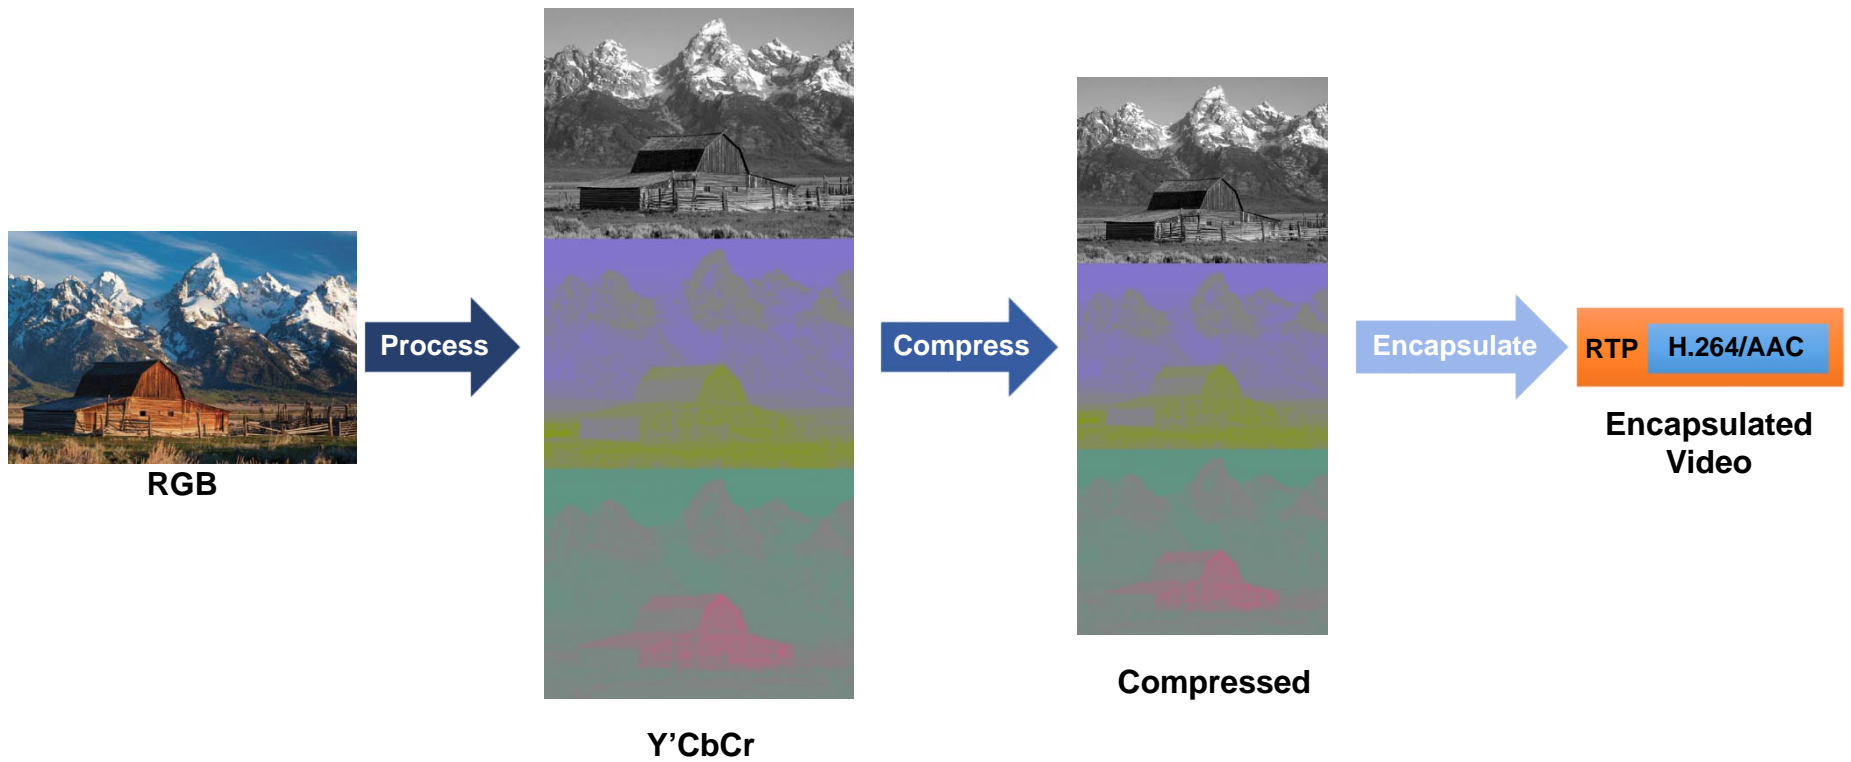 RGB
Process
Y’CbCr
Compress
Compressed
Encapsulate
RTP
H.264/AAC
Encapsulated
Video